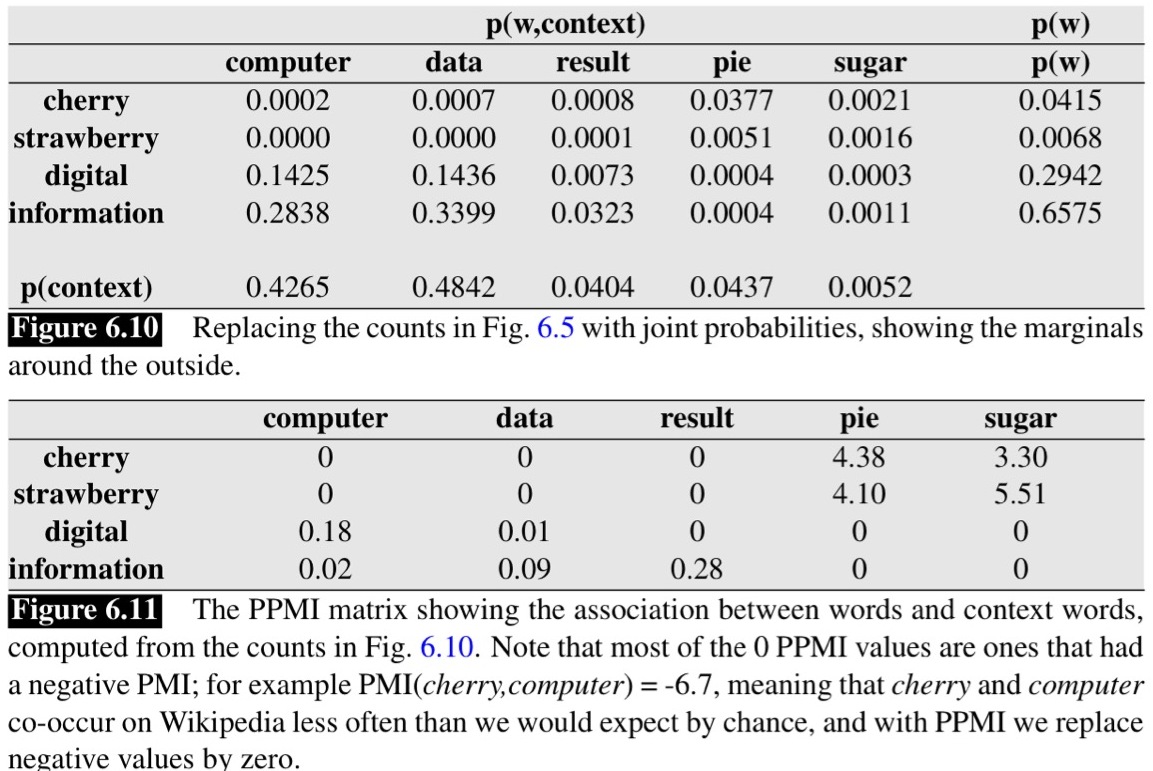 p(w,context) p(w)
computer data result pie sugar p(w)
cherry 0.0002 0.0007 0.0008 0.0377 0.0021 0.0415
strawberry 0.0000 0.0000 0.0001 0.0051 0.0016 0.0068
digital 0.1425 0.1436 0.0073 0.0004 0.0003 0.2942
information 0.2838 0.3399 0.0323 0.0004 0.0011 0.6575
p(context) 0.4265 0.4842 0.0404 0.0437 0.0052
Figure 6.10 Replacing the counts in Fig. 6.5 with joint probabilities, showing the marginals
around the outside.
computer data result pie sugar
cherry 0 0 0 4.38 3.30
strawberry 0 0 0 4.10 5.51
digital 0.18 0.01 0 0 0
information 0.02 0.09 0.28 0 0
Figure 6.11 The PPMI matrix showing the association between words and context words,
computed from the counts in Fig. 6.10. Note that most of the 0 PPMI values are ones that had
a negative PMI; for example PMI(cherry,computer) = -6.7, meaning that cherry and computer
co-occur on Wikipedia less often than we would expect by chance, and with PPMI we replace
negative values by zero.